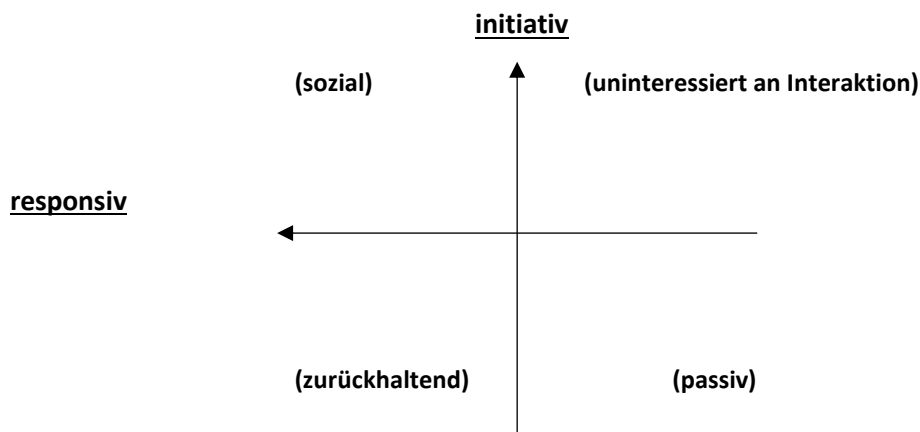 initiativ
(sozial) (uninteressiert an Interaktion)
responsiv
(zurückhaltend) (passiv)